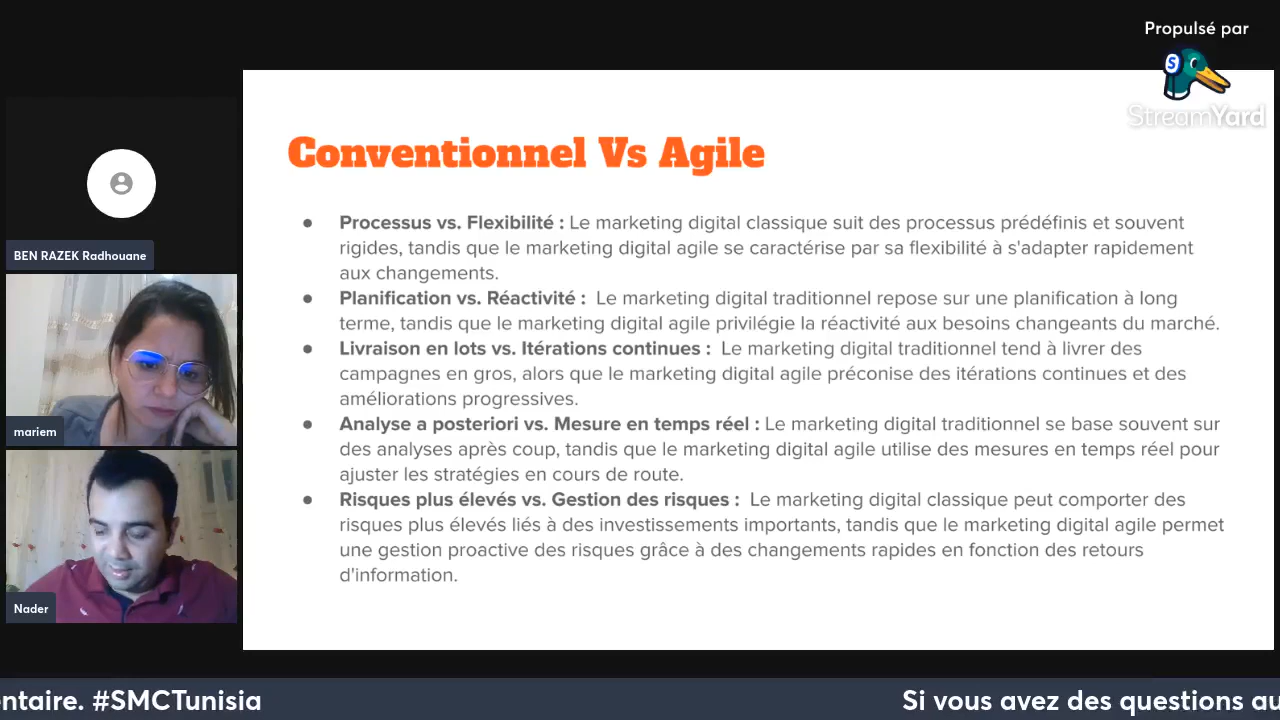 Propulsé par
StreamYard
Conventionnel Vs Agile
● Processus vs. Flexibilité : Le marketing digital classique suit des processus prédéfinis et souvent
rigides, tandis que le marketing digital agile se caractérise par sa flexibilité à s'adapter rapidement
aux changements.
● Planification vs. Réactivité : Le marketing digital traditionnel repose sur une planification à long
terme, tandis que le marketing digital agile privilégie la réactivité aux besoins changeants du marché.
● Livraison en lots vs. Itérations continues : Le marketing digital traditionnel tend à livrer des
campagnes en gros, alors que le marketing digital agile préconise des itérations continues et des
améliorations progressives.
● Analyse a posteriori vs. Mesure en temps réel : Le marketing digital traditionnel se base souvent sur
des analyses après coup, tandis que le marketing digital agile utilise des mesures en temps réel pour
ajuster les stratégies en cours de route.
● Risques plus élevés vs. Gestion des risques : Le marketing digital classique peut comporter des
risques plus élevés liés à des investissements importants, tandis que le marketing digital agile permet
une gestion proactive des risques grâce à des changements rapides en fonction des retours
d'information.
BEN RAZEK Radhouane
mariem
Nader
entaire. #SMCTunisia
Si vous avez des questions au